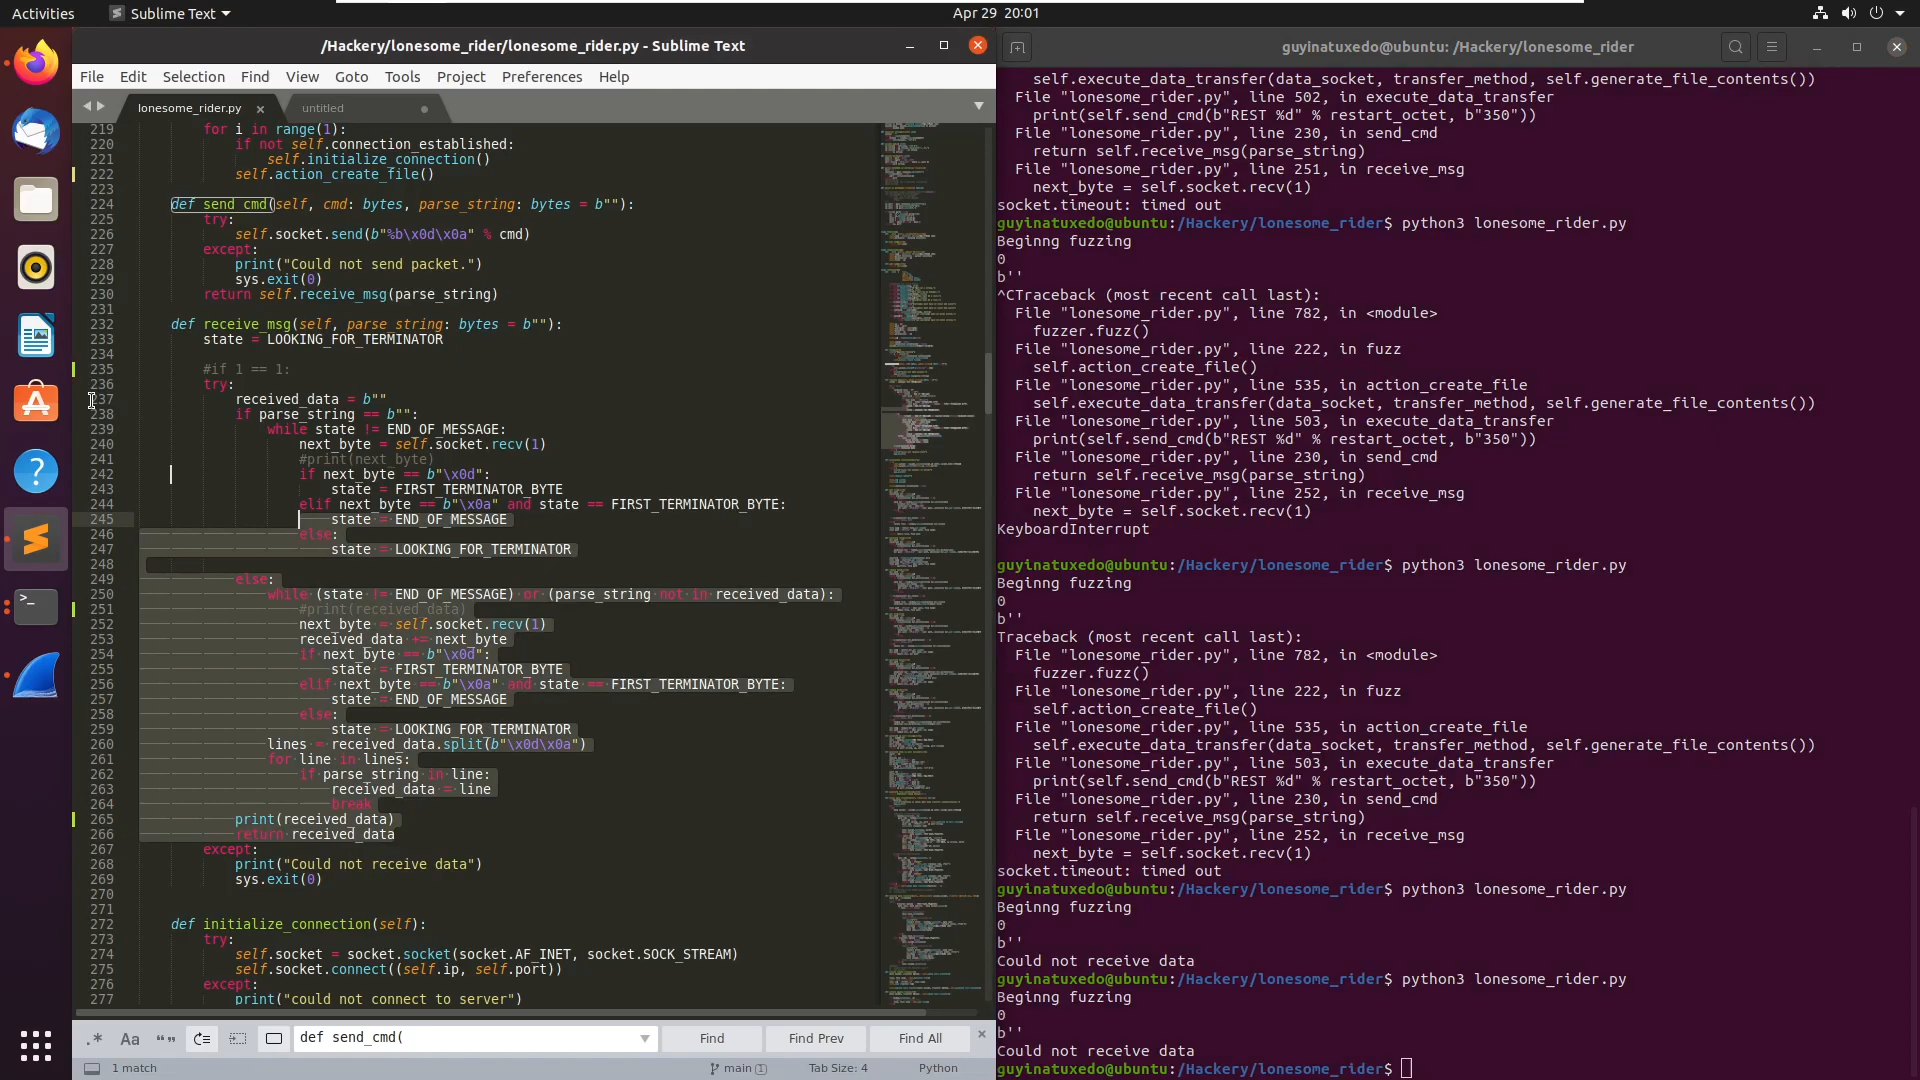 Activities
Sublime Text
Apr 29 20:01
/Hackery/lonesome_rider/lonesome_rider.py - Sublime Text
File Edit Selection Find View Goto Tools Project Preferences Help
lonesome_rider.py
untitled
219 for i in range(1):
220 if not self.connection_established:
221 self.initialize_connection()
222 self.action_create_file()
223
224 def send_cmd(self, cmd: bytes, parse_string: bytes = b""):
225 try:
226 self.socket.send(b"%b\x0d\x0a" % cmd)
227 except:
228 print("Could not send packet.")
229 sys.exit(0)
230 return self.receive_msg(parse_string)
231
232 def receive_msg(self, parse_string: bytes = b""):
233 state = LOOKING_FOR_TERMINATOR
234
235 #if 1 == 1:
236 try:
237 received_data = b""
238 if parse_string == b"":
239 while state != END_OF_MESSAGE:
240 next_byte = self.socket.recv(1)
241 #print(next_byte)
242 if next_byte == b"\x0d":
243 state = FIRST_TERMINATOR_BYTE
244 elif next_byte == b"\x0a" and state == FIRST_TERMINATOR_BYTE:
245 state = END_OF_MESSAGE
246 else:
247 state = LOOKING_FOR_TERMINATOR
248
249 else:
250 while (state != END_OF_MESSAGE) or (parse_string not in received_data):
251 #print(received_data)
252 next_byte = self.socket.recv(1)
253 received_data += next_byte
254 if next_byte == b"\x0d":
255 state = FIRST_TERMINATOR_BYTE
256 elif next_byte == b"\x0a" and state == FIRST_TERMINATOR_BYTE:
257 state = END_OF_MESSAGE
258 else:
259 state = LOOKING_FOR_TERMINATOR
260 lines = received_data.split(b"\x0d\x0a")
261 for line in lines:
262 if parse_string in line:
263 received_data = line
264 break
265 print(received_data)
266 return received_data
267 except:
268 print("Could not receive data")
269 sys.exit(0)
270
271
272 def initialize_connection(self):
273 try:
274 self.socket = socket.socket(socket.AF_INET, socket.SOCK_STREAM)
275 self.socket.connect((self.ip, self.port))
276 except:
277 print("could not connect to server")
def send_cmd(
Find
Find Prev
Find All
1 match
main 1
Tab Size: 4
Python
guyinatuxedo@ubuntu: /Hackery/lonesome_rider
self.execute_data_transfer(data_socket, transfer_method, self.generate_file_contents())
File "lonesome_rider.py", line 502, in execute_data_transfer
print(self.send_cmd(b"REST %d" % restart_octet, b"350"))
File "lonesome_rider.py", line 230, in send_cmd
return self.receive_msg(parse_string)
File "lonesome_rider.py", line 251, in receive_msg
next_byte = self.socket.recv(1)
socket.timeout: timed out
guyinatuxedo@ubuntu:/Hackery/lonesome_rider$ python3 lonesome_rider.py
Beginng fuzzing
0
b''
^CTraceback (most recent call last):
File "lonesome_rider.py", line 782, in <module>
fuzzer.fuzz()
File "lonesome_rider.py", line 222, in fuzz
self.action_create_file()
File "lonesome_rider.py", line 535, in action_create_file
self.execute_data_transfer(data_socket, transfer_method, self.generate_file_contents())
File "lonesome_rider.py", line 503, in execute_data_transfer
print(self.send_cmd(b"REST %d" % restart_octet, b"350"))
File "lonesome_rider.py", line 230, in send_cmd
return self.receive_msg(parse_string)
File "lonesome_rider.py", line 252, in receive_msg
next_byte = self.socket.recv(1)
KeyboardInterrupt
guyinatuxedo@ubuntu:/Hackery/lonesome_rider$ python3 lonesome_rider.py
Beginng fuzzing
0
b''
Traceback (most recent call last):
File "lonesome_rider.py", line 782, in <module>
fuzzer.fuzz()
File "lonesome_rider.py", line 222, in fuzz
self.action_create_file()
File "lonesome_rider.py", line 535, in action_create_file
self.execute_data_transfer(data_socket, transfer_method, self.generate_file_contents())
File "lonesome_rider.py", line 503, in execute_data_transfer
print(self.send_cmd(b"REST %d" % restart_octet, b"350"))
File "lonesome_rider.py", line 230, in send_cmd
return self.receive_msg(parse_string)
File "lonesome_rider.py", line 252, in receive_msg
next_byte = self.socket.recv(1)
socket.timeout: timed out
guyinatuxedo@ubuntu:/Hackery/lonesome_rider$ python3 lonesome_rider.py
Beginng fuzzing
0
b''
Could not receive data
guyinatuxedo@ubuntu:/Hackery/lonesome_rider$ python3 lonesome_rider.py
Beginng fuzzing
0
b''
Could not receive data
guyinatuxedo@ubuntu:/Hackery/lonesome_rider$